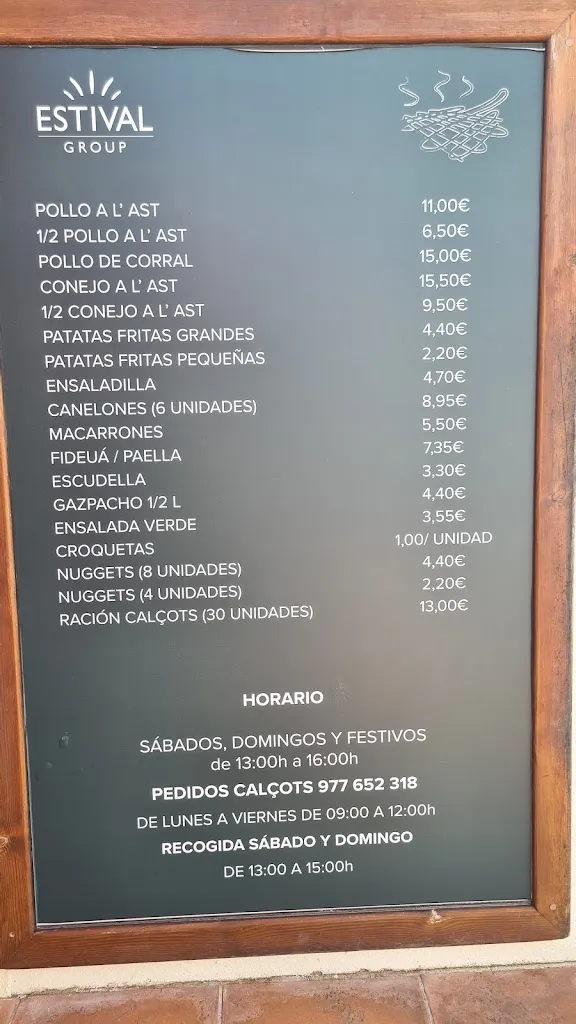 ESTIVAL
GROUP
POLLO A L' AST 11,00€
1/2 POLLO A L' AST 6,50€
POLLO DE CORRAL 15,00€
CONEJO A L' AST 15,50€
1/2 CONEJO A L' AST 9,50€
PATATAS FRITAS GRANDES 4,40€
PATATAS FRITAS PEQUEÑAS 2,20€
ENSALADILLA 4,70€
CANELONES (6 UNIDADES) 8,95€
MACARRONES 5,50€
FIDEUÁ / PAELLA 7,35€
ESCUDELLA 3,30€
GAZPACHO 1/2 L 4,40€
ENSALADA VERDE 3,55€
CROQUETAS 1,00/ UNIDAD
NUGGETS (8 UNIDADES) 4,40€
NUGGETS (4 UNIDADES) 2,20€
RACIÓN CALÇOTS (30 UNIDADES) 13,00€
HORARIO
SÁBADOS, DOMINGOS Y FESTIVOS
de 13:00h a 16:00h
PEDIDOS CALÇOTS 977 652 318
DE LUNES A VIERNES DE 09:00 A 12:00h
RECOGIDA SÁBADO Y DOMINGO
DE 13:00 A 15:00h